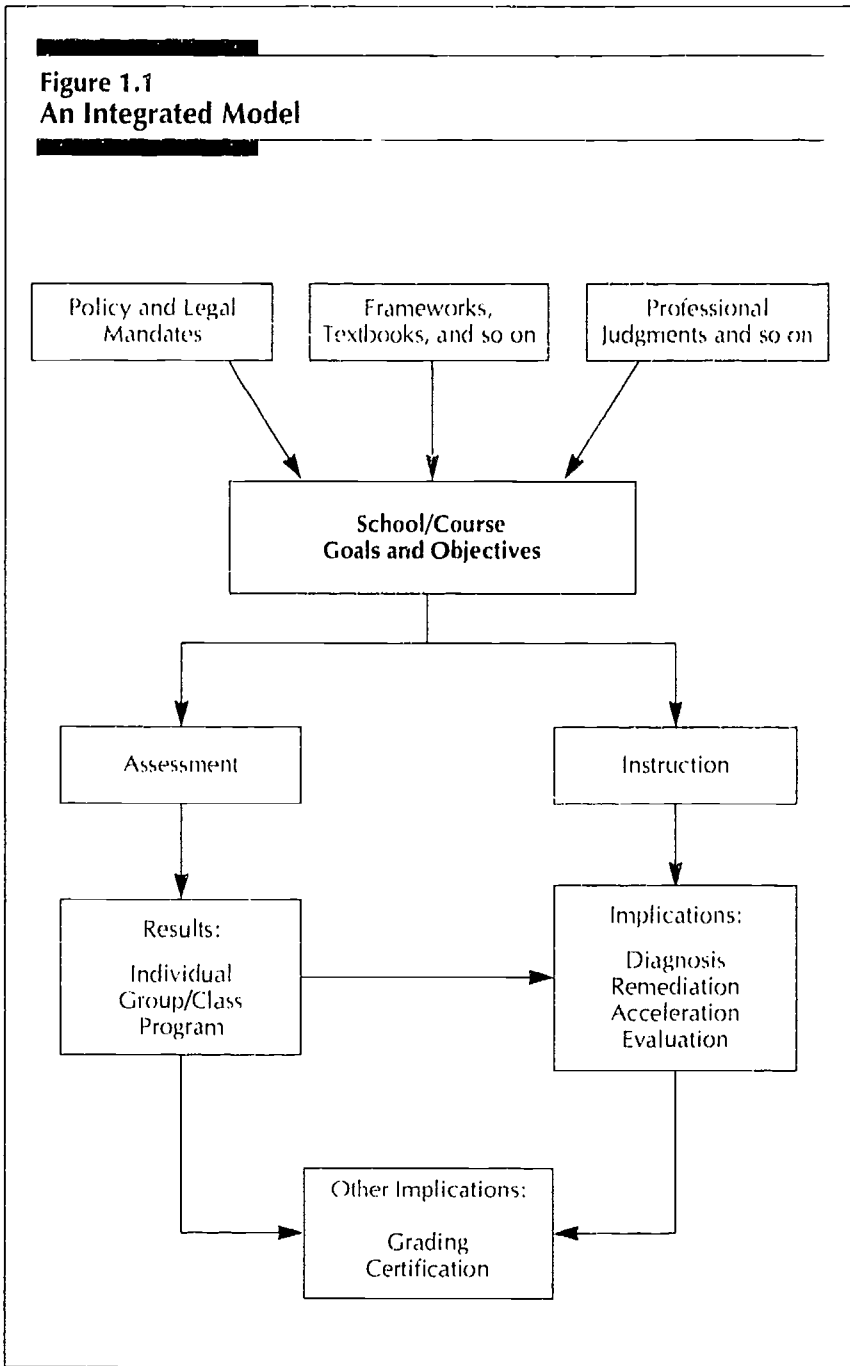 Figure 1.1
An Integrated Model
Policy and Legal
Mandates
Frameworks,
Textbooks, and so on
Professional
Judgments and so on
School/Course
Goals and Objectives
Assessment
Instruction
Results:
Individual
Group/Class
Program
Implications:
Diagnosis
Remediation
Acceleration
Evaluation
Other Implications:
Grading
Certification